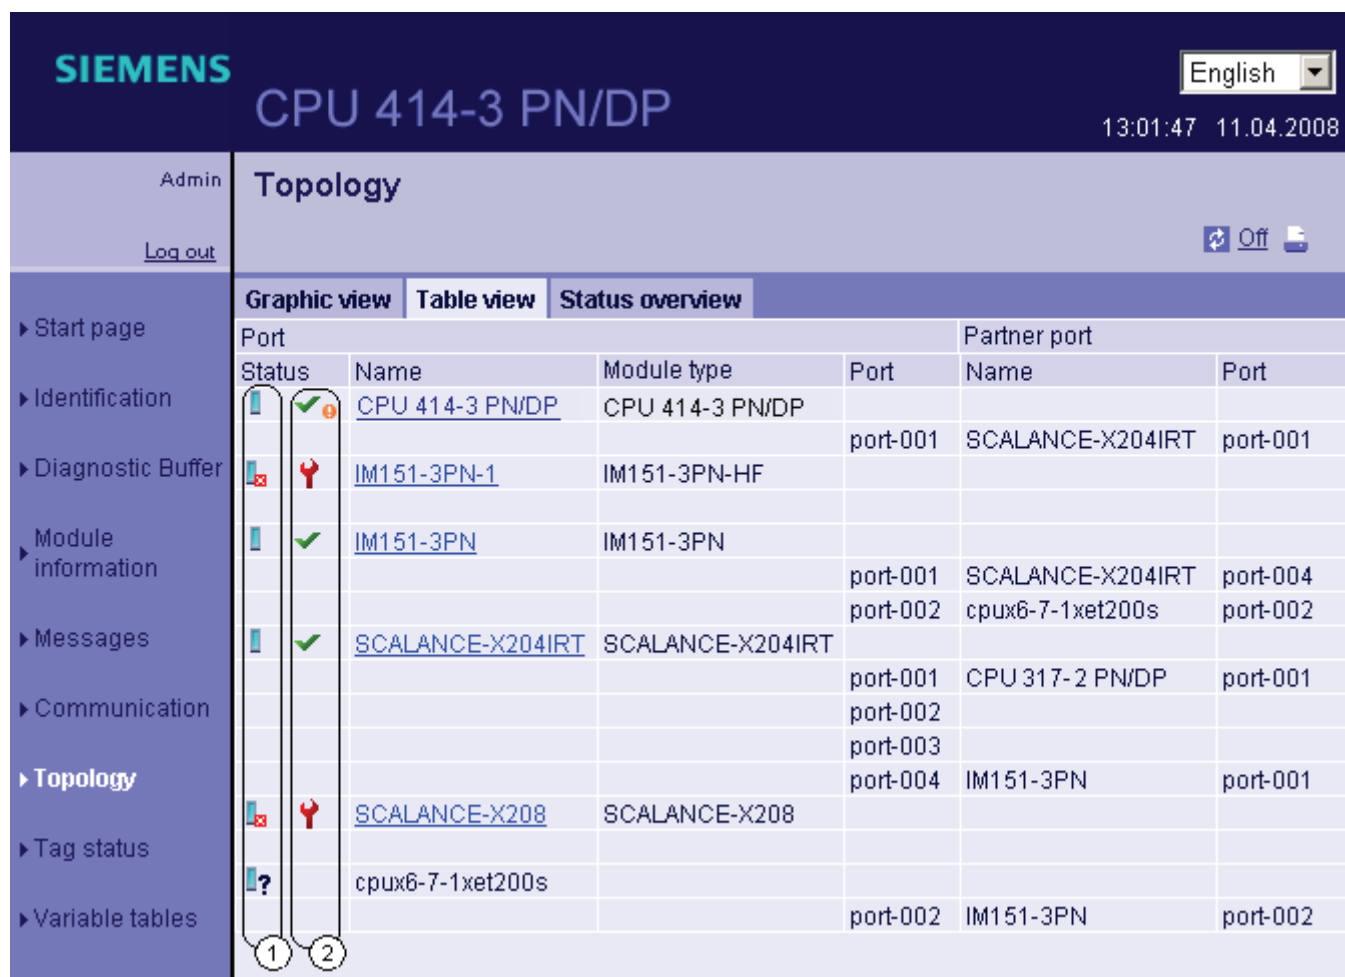 SIEMENS
CPU 414-3 PN/DP
English
13:01:47 11.04.2008
Admin
Log out
Topology
Off
Start page
Identification
Diagnostic Buffer
Module
information
Messages
Communication
Topology
Tag status
Variable tables
Graphic view Table view Status overview
Port Partner port
Status Name Module type Port Name Port
CPU 414-3 PN/DP CPU 414-3 PN/DP
port-001 SCALANCE-X204IRT port-001
IM151-3PN-1 IM151-3PN-HF
IM151-3PN IM151-3PN
port-001 SCALANCE-X204IRT port-004
port-002 cpux6-7-1xet200s port-002
SCALANCE-X204IRT SCALANCE-X204IRT
port-001 CPU 317-2 PN/DP port-001
port-002
port-003
port-004 IM151-3PN port-001
SCALANCE-X208 SCALANCE-X208
? cpux6-7-1xet200s
port-002 IM151-3PN port-002
1 2